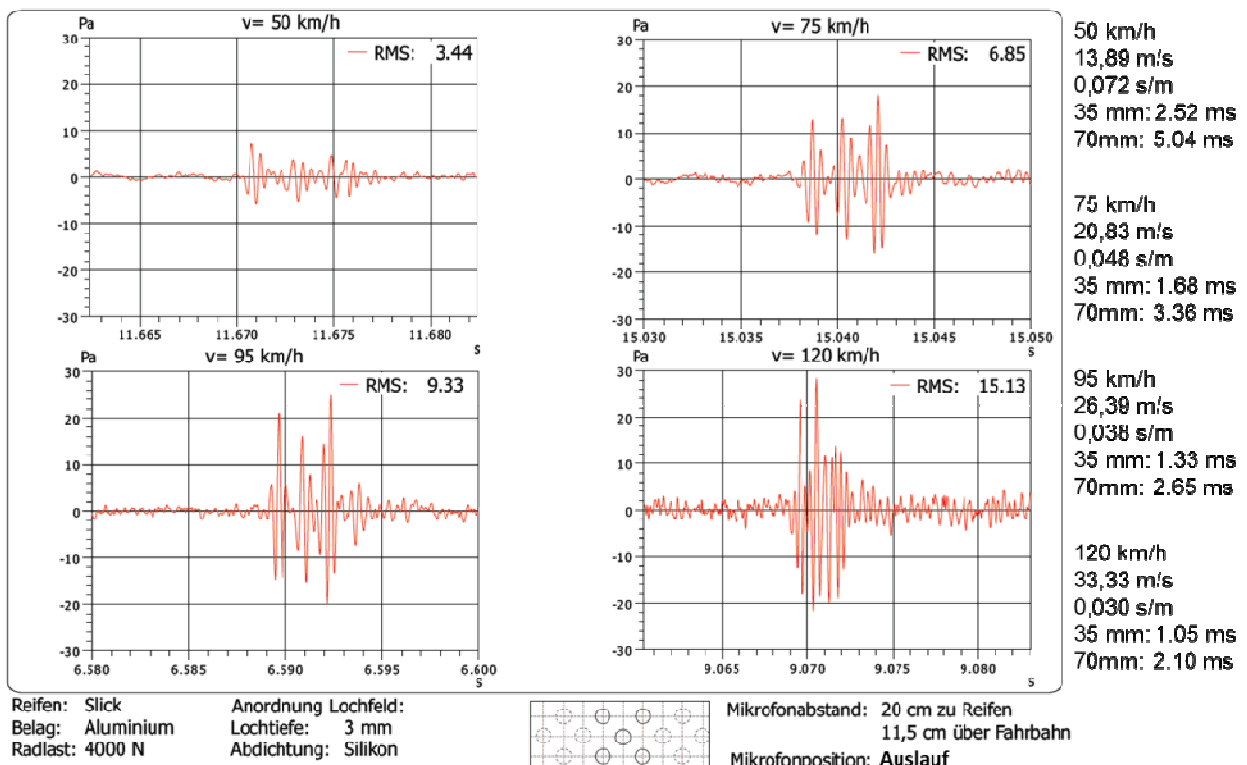 Pa
v= 50 km/h
RMS: 3.44
30
20
10
0
-10
-20
-30
11.665 11.670 11.675 11.680
s
Pa
v= 75 km/h
RMS: 6.85
30
20
10
0
-10
-20
-30
15.030 15.035 15.040 15.045 15.050
s
Pa
v= 95 km/h
RMS: 9.33
30
20
10
0
-10
-20
-30
6.580 6.585 6.590 6.595 6.600
s
Pa
v= 120 km/h
RMS: 15.13
30
20
10
0
-10
-20
-30
9.065 9.070 9.075 9.080
s
50 km/h
13,89 m/s
0,072 s/m
35 mm: 2.52 ms
70mm: 5.04 ms
75 km/h
20,83 m/s
0,048 s/m
35 mm: 1.68 ms
70mm: 3.36 ms
95 km/h
26,39 m/s
0,038 s/m
35 mm: 1.33 ms
70mm: 2.65 ms
120 km/h
33,33 m/s
0,030 s/m
35 mm: 1.05 ms
70mm: 2.10 ms
Reifen: Slick
Belag: Aluminium
Radlast: 4000 N
Anordnung Lochfeld:
Lochtiefe: 3 mm
Abdichtung: Silikon
Mikrofonabstand: 20 cm zu Reifen
11,5 cm über Fahrbahn
Mikrofonposition: Auslauf